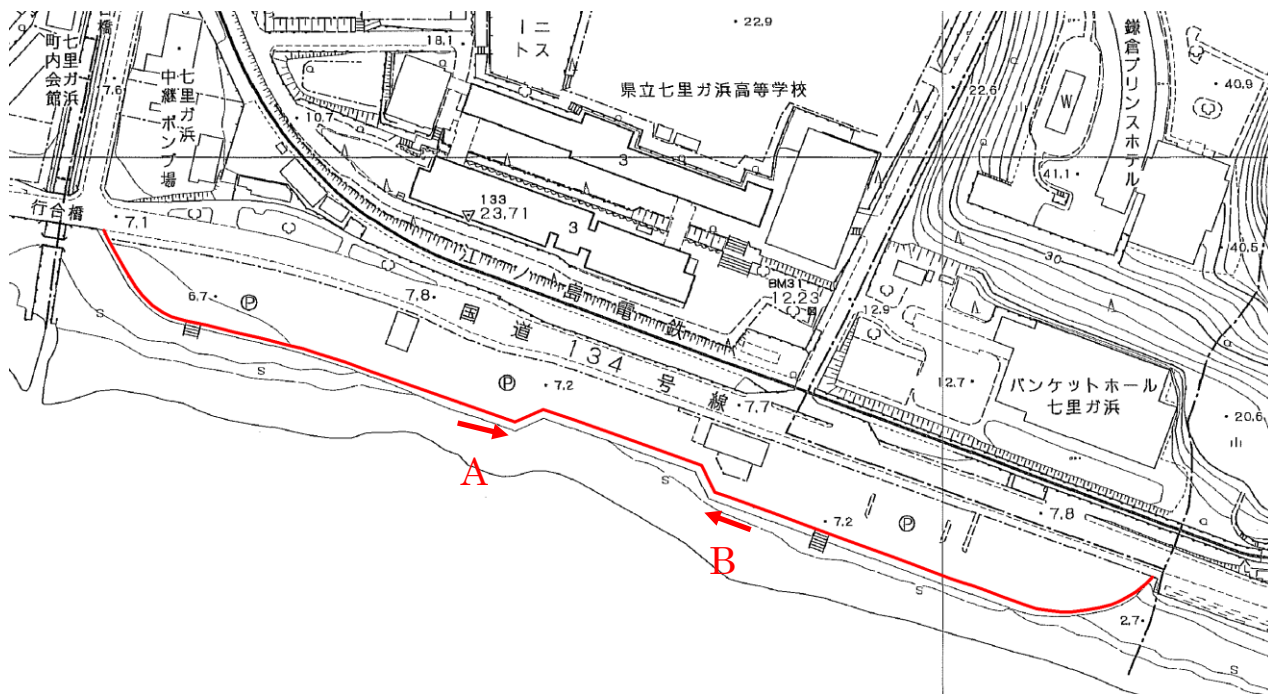 橋
七里ガ浜
町内会館
7.6
七里ガ浜
中継ポンプ場
行合橋
7.1
10.7
18.1
ニス
ート
22.9
県立七里ガ浜高等学校
3
133
23.71
3
22.6
鎌倉プリンスホテル
W
40.9
41.1
30
40.5
山
江ノ島電鉄
BM31
12.23
12.9
6.7
P
7.8
国道134号線
P
7.2
7.7
12.7
バンケットホール
七里ガ浜
20.6
山
A
B
s
s
s
s
s
7.2
P
7.8
2.7